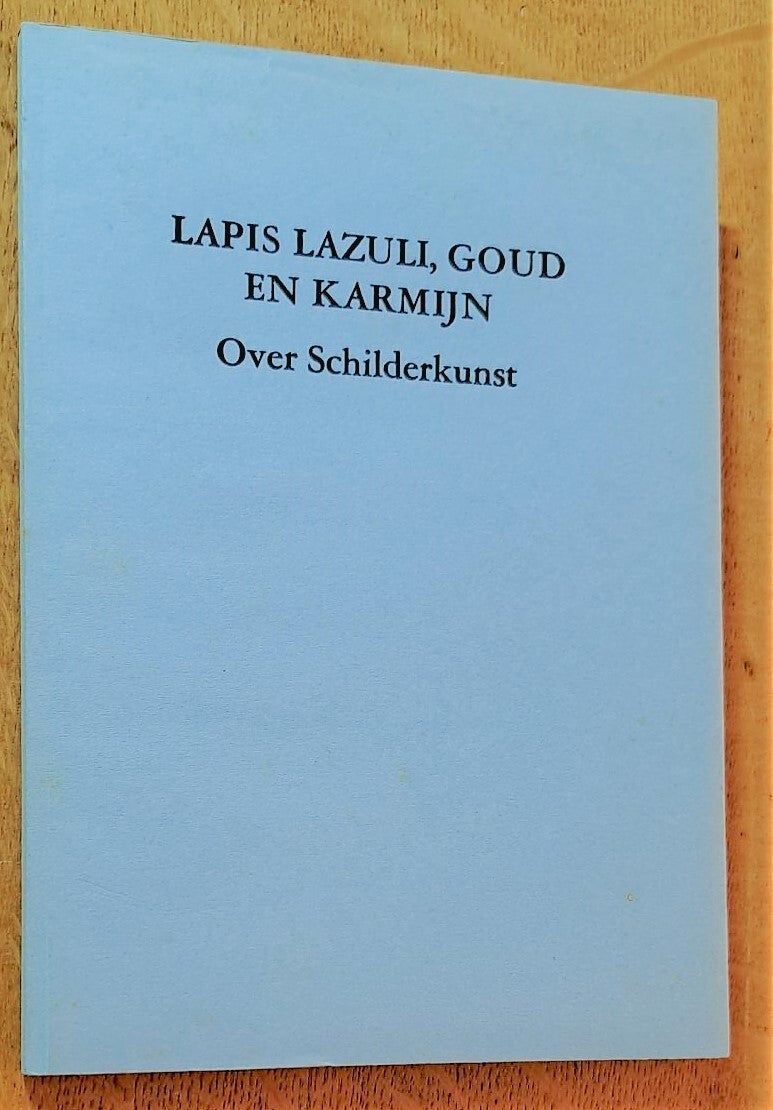 LAPIS LAZULI, GOUD
EN KARMIJN
Over Schilderkunst